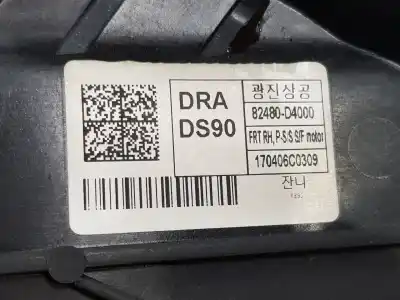 DRA
DS90
광진상공
82480-D4000
FRT RH, P-S/S S/F motor
170406C0309
잔니